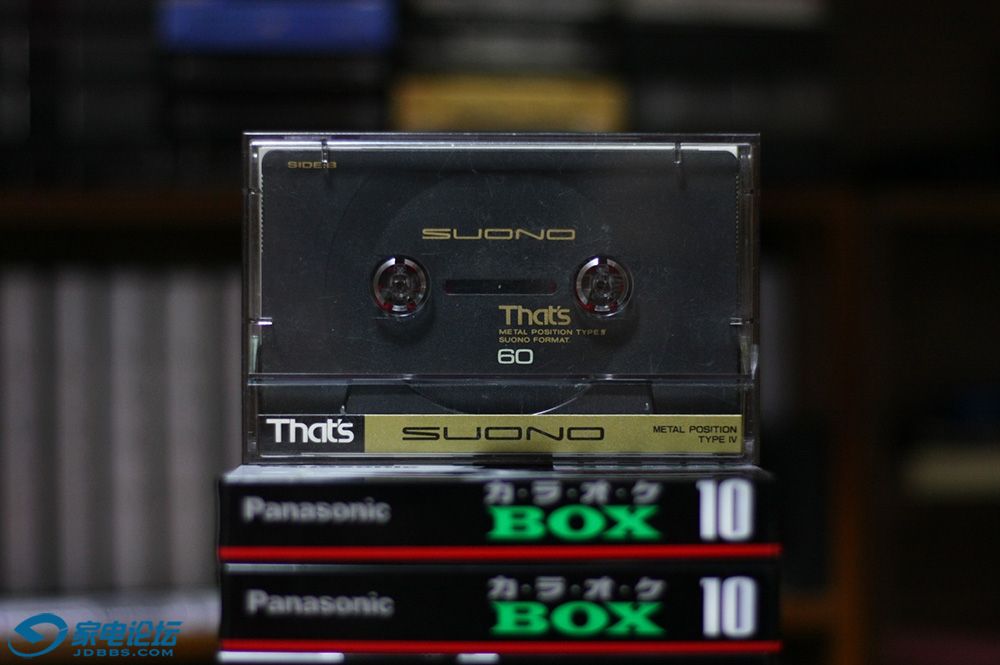 SIDE:B
SUONO
That's
METAL POSITION TYPE IV
SUONO FORMAT
60
That's SUONO METAL POSITION
TYPE IV
Panasonic カ・ラ・オ・ケ BOX 10
Panasonic カ・ラ・オ・ケ BOX 10
家电论坛
JDBBS.COM